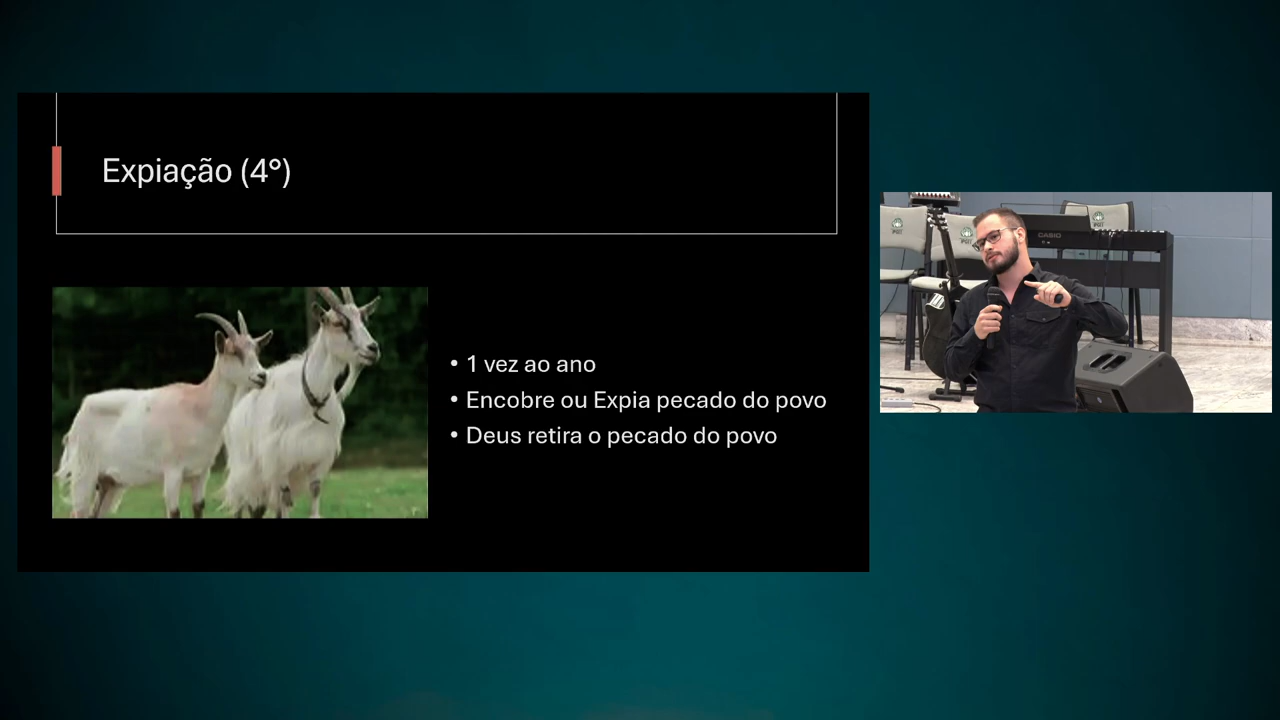 Expiação (4°)
• 1 vez ao ano
• Encobre ou Expia pecado do povo
• Deus retira o pecado do povo
CASIO